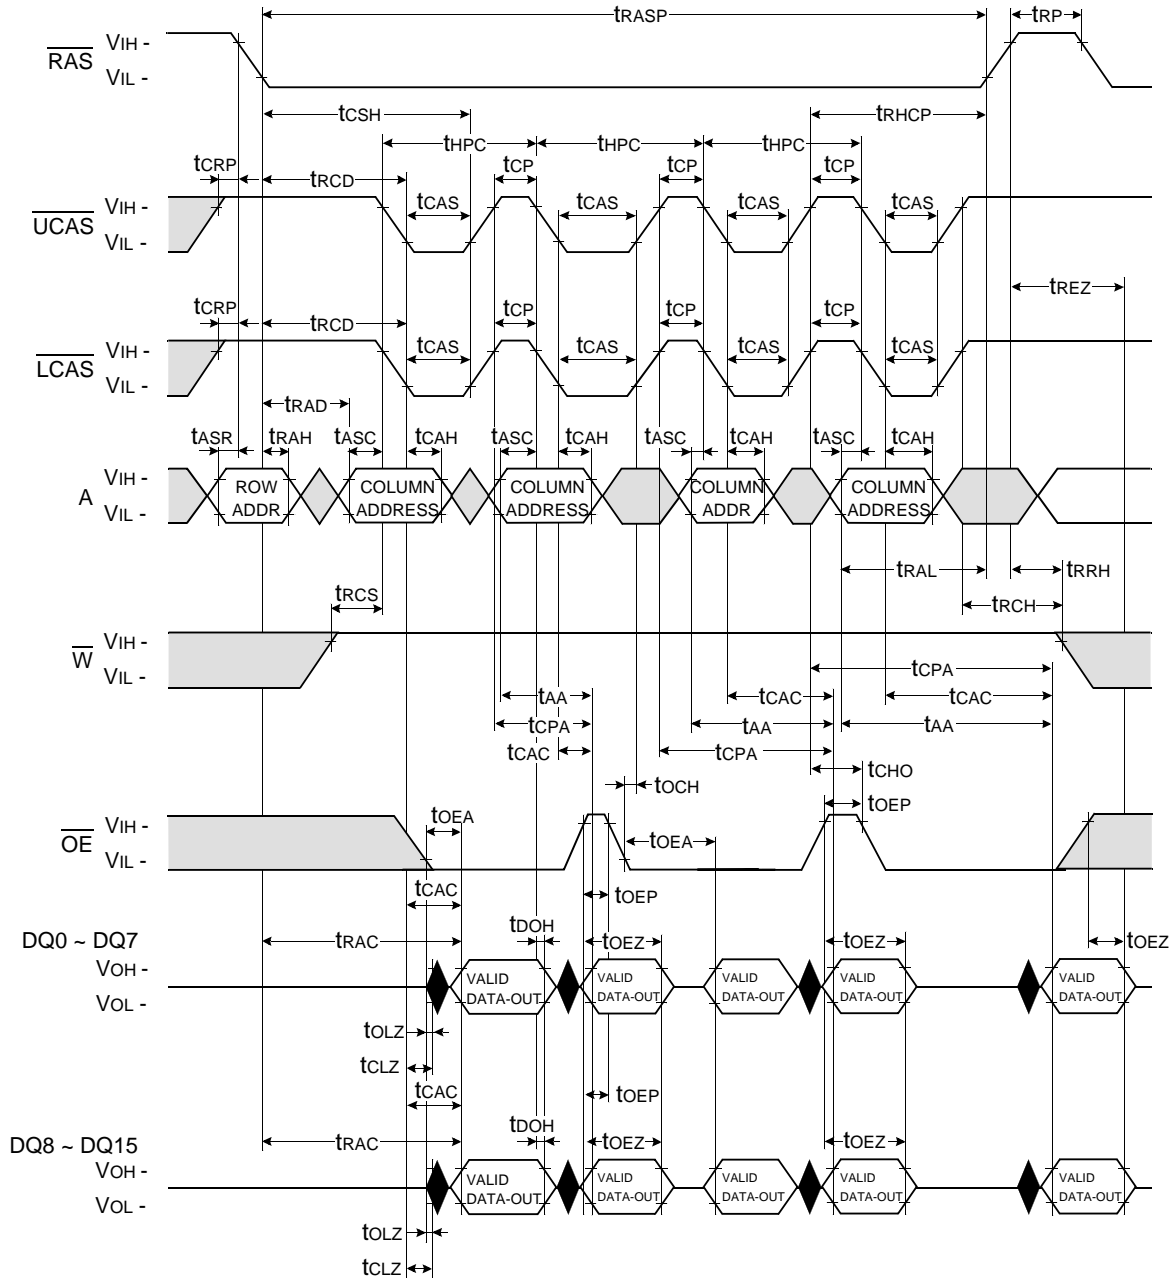 tRASP tRP
RAS VIH -
VIL -
tCSH tRHCP
tHPC tHPC tHPC
tCRP tRCD tCP tCP tCP
UCAS VIH -
VIL -
tCAS tCAS tCAS tCAS
tREZ
tCRP tRCD tCP tCP tCP
LCAS VIH -
VIL -
tCAS tCAS tCAS tCAS
tRAD
tASR tRAH tASC tCAH tASC tCAH tASC tCAH tASC tCAH
A VIH -
VIL -
ROW COLUMN COLUMN COLUMN COLUMN
ADDR ADDRESS ADDRESS ADDR ADDRESS
tRAL tRRH
tRCS tRCH
W VIH -
VIL -
tCPA
tAA tCAC tCAC
tCPA tAA tAA
tCAC tCPA
tOCH tCHO
tOEP
OE VIH -
VIL -
tOEA tOEA
tCAC tOEP
DQ0 ~ DQ7
tRAC tDOH tOEZ tOEZ tOEZ
VOH -
VOL -
VALID VALID VALID VALID VALID
DATA-OUT DATA-OUT DATA-OUT DATA-OUT DATA-OUT
tOLZ
tCLZ
tCAC tOEP
DQ8 ~ DQ15
tRAC tDOH tOEZ tOEZ
VOH -
VOL -
VALID VALID VALID VALID VALID
DATA-OUT DATA-OUT DATA-OUT DATA-OUT DATA-OUT
tOLZ
tCLZ